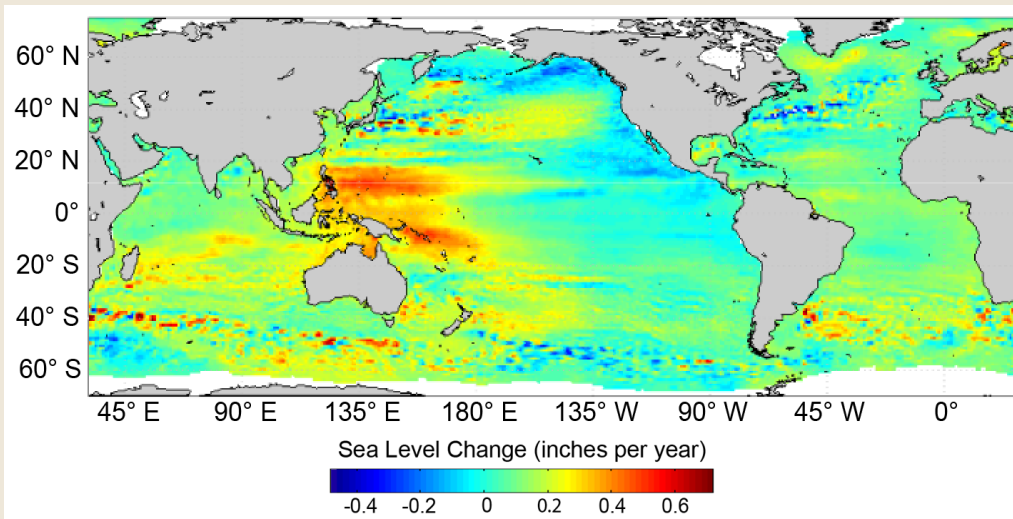 60° N
40° N
20° N
0°
20° S
40° S
60° S
45° E 90° E 135° E 180° E 135° W 90° W 45° W 0°
Sea Level Change (inches per year)
-0.4 -0.2 0 0.2 0.4 0.6